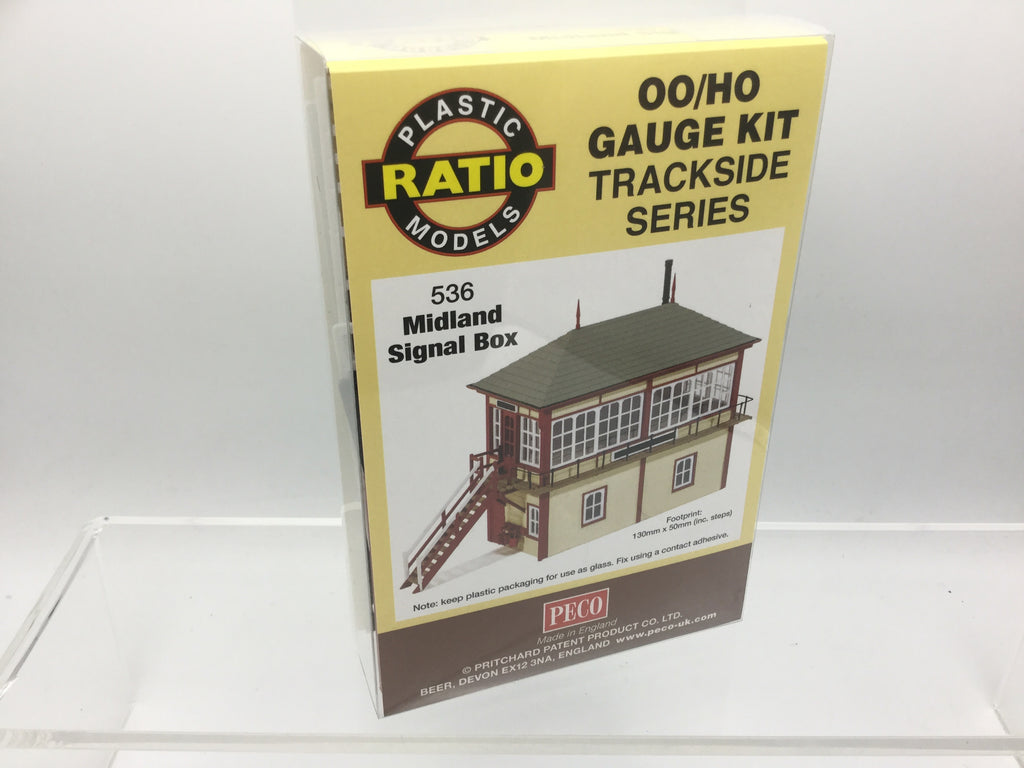 PLASTIC
RATIO
MODELS
OO/HO
GAUGE KIT
TRACKSIDE
SERIES
536
Midland
Signal Box
Footprint:
130mm x 50mm (inc. steps)
Note: keep plastic packaging for use as glass. Fix using a contact adhesive.
PECO
Made in England
© PRITCHARD PATENT PRODUCT CO. LTD.
BEER, DEVON EX12 3NA, ENGLAND www.peco-uk.com